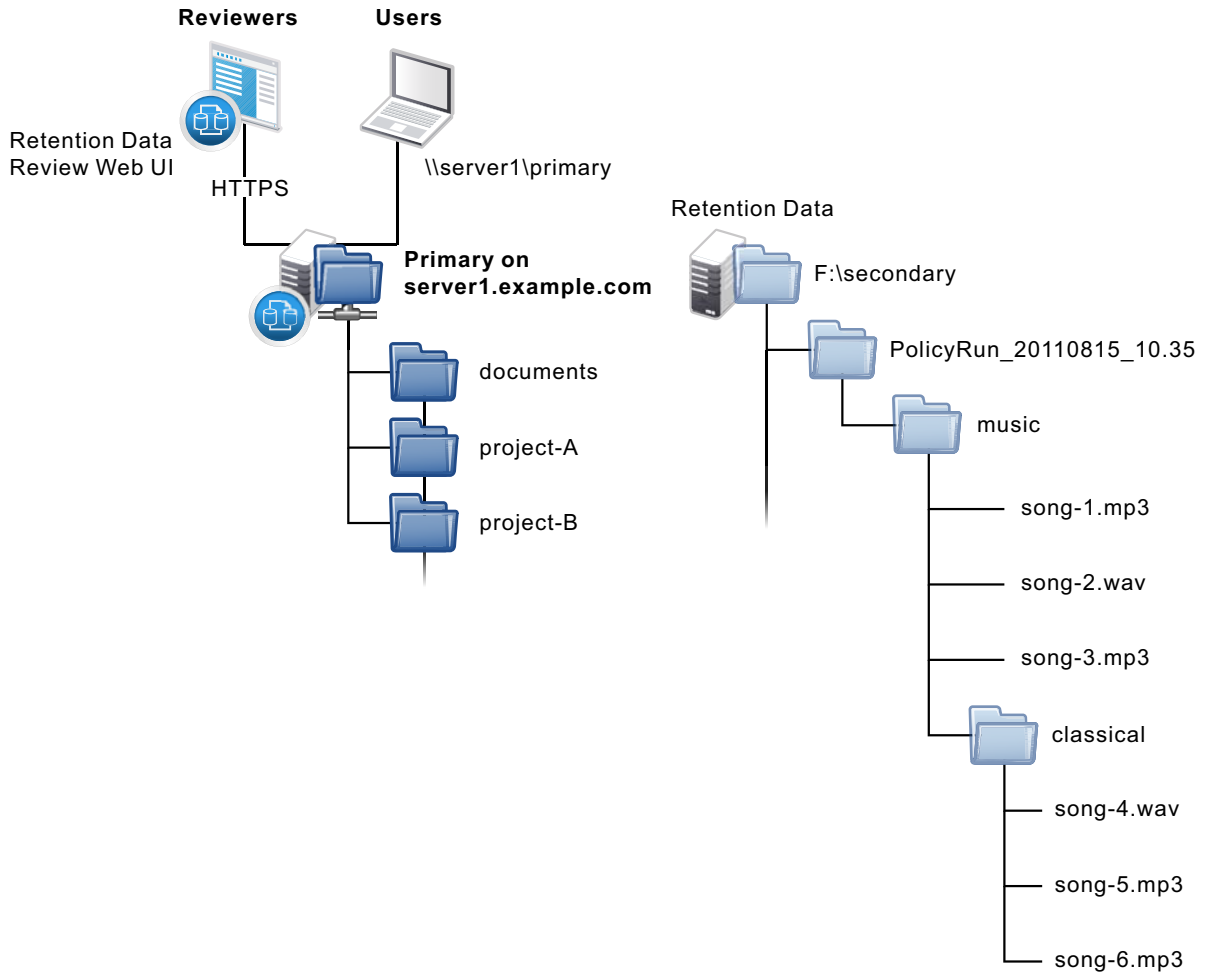 Reviewers
Users
Retention Data
Review Web UI
HTTPS
\\server1\primary
Primary on
server1.example.com
documents
project-A
project-B
Retention Data
F:\secondary
PolicyRun_20110815_10.35
music
song-1.mp3
song-2.wav
song-3.mp3
classical
song-4.wav
song-5.mp3
song-6.mp3